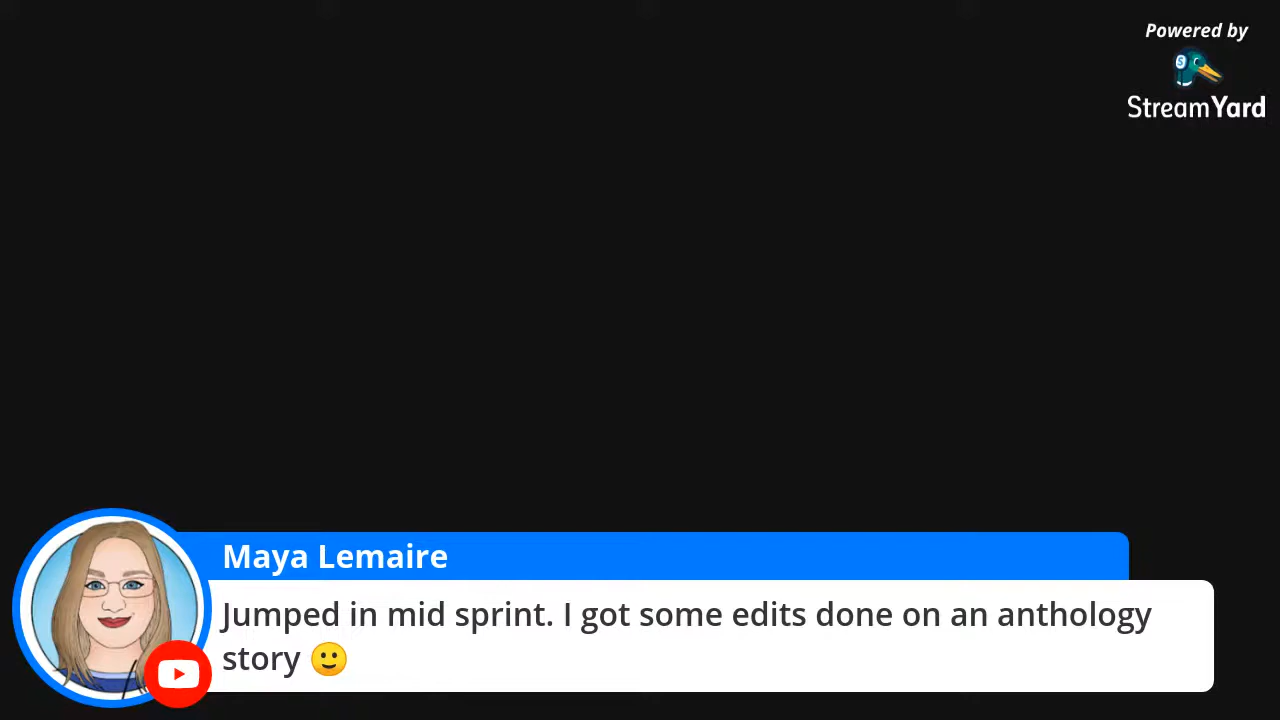 Powered by
S
StreamYard
Maya Lemaire
Jumped in mid sprint. I got some edits done on an anthology
story 🙂